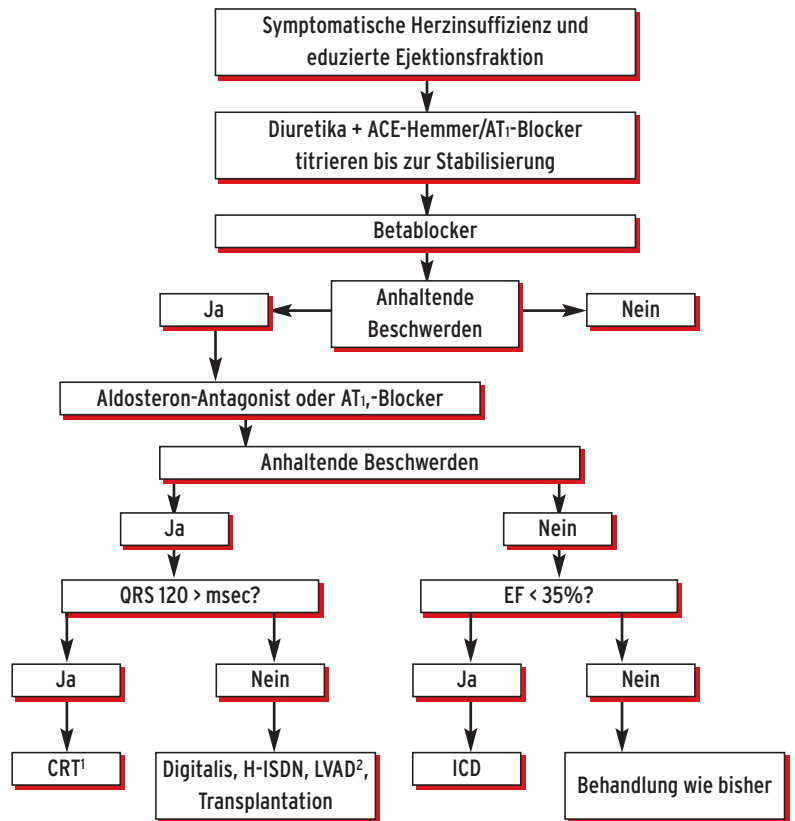 Symptomatische Herzinsuffizienz und
eduzierte Ejektionsfraktion
Diuretika + ACE-Hemmer/AT₁-Blocker
titrieren bis zur Stabilisierung
Betablocker
Ja
Anhaltende
Beschwerden
Nein
Aldosteron-Antagonist oder AT₁,-Blocker
Anhaltende Beschwerden
Ja
Nein
QRS 120 > msec?
EF < 35%?
Ja
Nein
Ja
Nein
CRT¹
Digitalis, H-ISDN, LVAD²,
Transplantation
ICD
Behandlung wie bisher